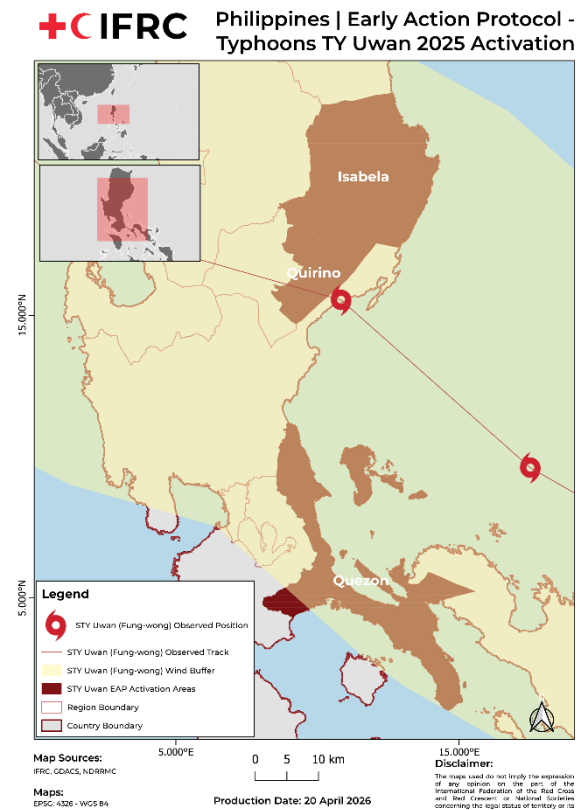 IFRC
Philippines | Early Action Protocol -
Typhoons TY Uwan 2025 Activation
Isabela
Quirino
15.000°N
Quezon
5.000°N
Legend
STY Uwan (Fung-wong) Observed Position
STY Uwan (Fung-wong) Observed Track
STY Uwan (Fung-wong) Wind Buffer
STY Uwan EAP Activation Areas
Region Boundary
Country Boundary
5.000°E
15.000°E
Map Sources:
IFRC, GDACS, NDRRMC
Maps:
EPSG: 4326 - WGS 84
0 5 10 km
Production Date: 20 April 2026
Disclaimer:
The maps used do not imply the expression
of any opinion on the part of the
International Federation of the Red Cross
and Red Crescent or National Societies
concerning the legal status of territory or its